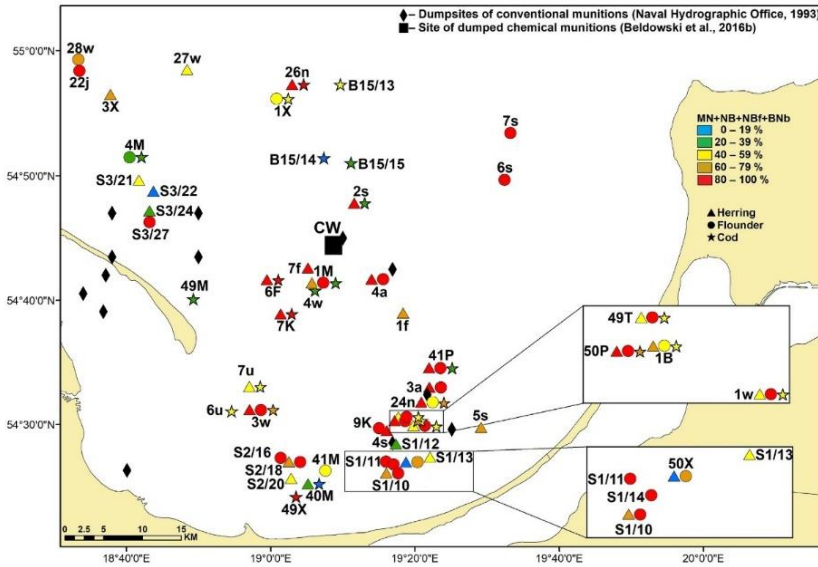 ◆ – Dumpsites of conventional munitions (Naval Hydrographic Office, 1993)
■ – Site of dumped chemical munitions (Beldowski et al., 2016b)
55°0'0"N
28w
22j
3X
27w
26n
B15/13
1X
7s
MN+NB+NBf+BNb
0 – 19 %
20 – 39 %
40 – 59 %
60 – 79 %
80 – 100 %
Herring
Flounder
Cod
4M
S3/21
S3/22
S3/24
S3/27
B15/14
B15/15
54°50'0"N
6s
2s
CW
49M
7f
1M
6F
4w
4a
54°40'0"N
7K
1f
49T
50P
1B
1w
41P
7u
3a
6u
3w
24n
54°30'0"N
9K
5s
4s
S1/12
S2/16
41M
S1/11
S1/13
S2/18
S2/20
40M
S1/10
49X
S1/13
50X
S1/11
S1/14
S1/10
0 2.5 5 10 15
KM
18°40'0"E
19°0'0"E
19°20'0"E
19°40'0"E
20°0'0"E